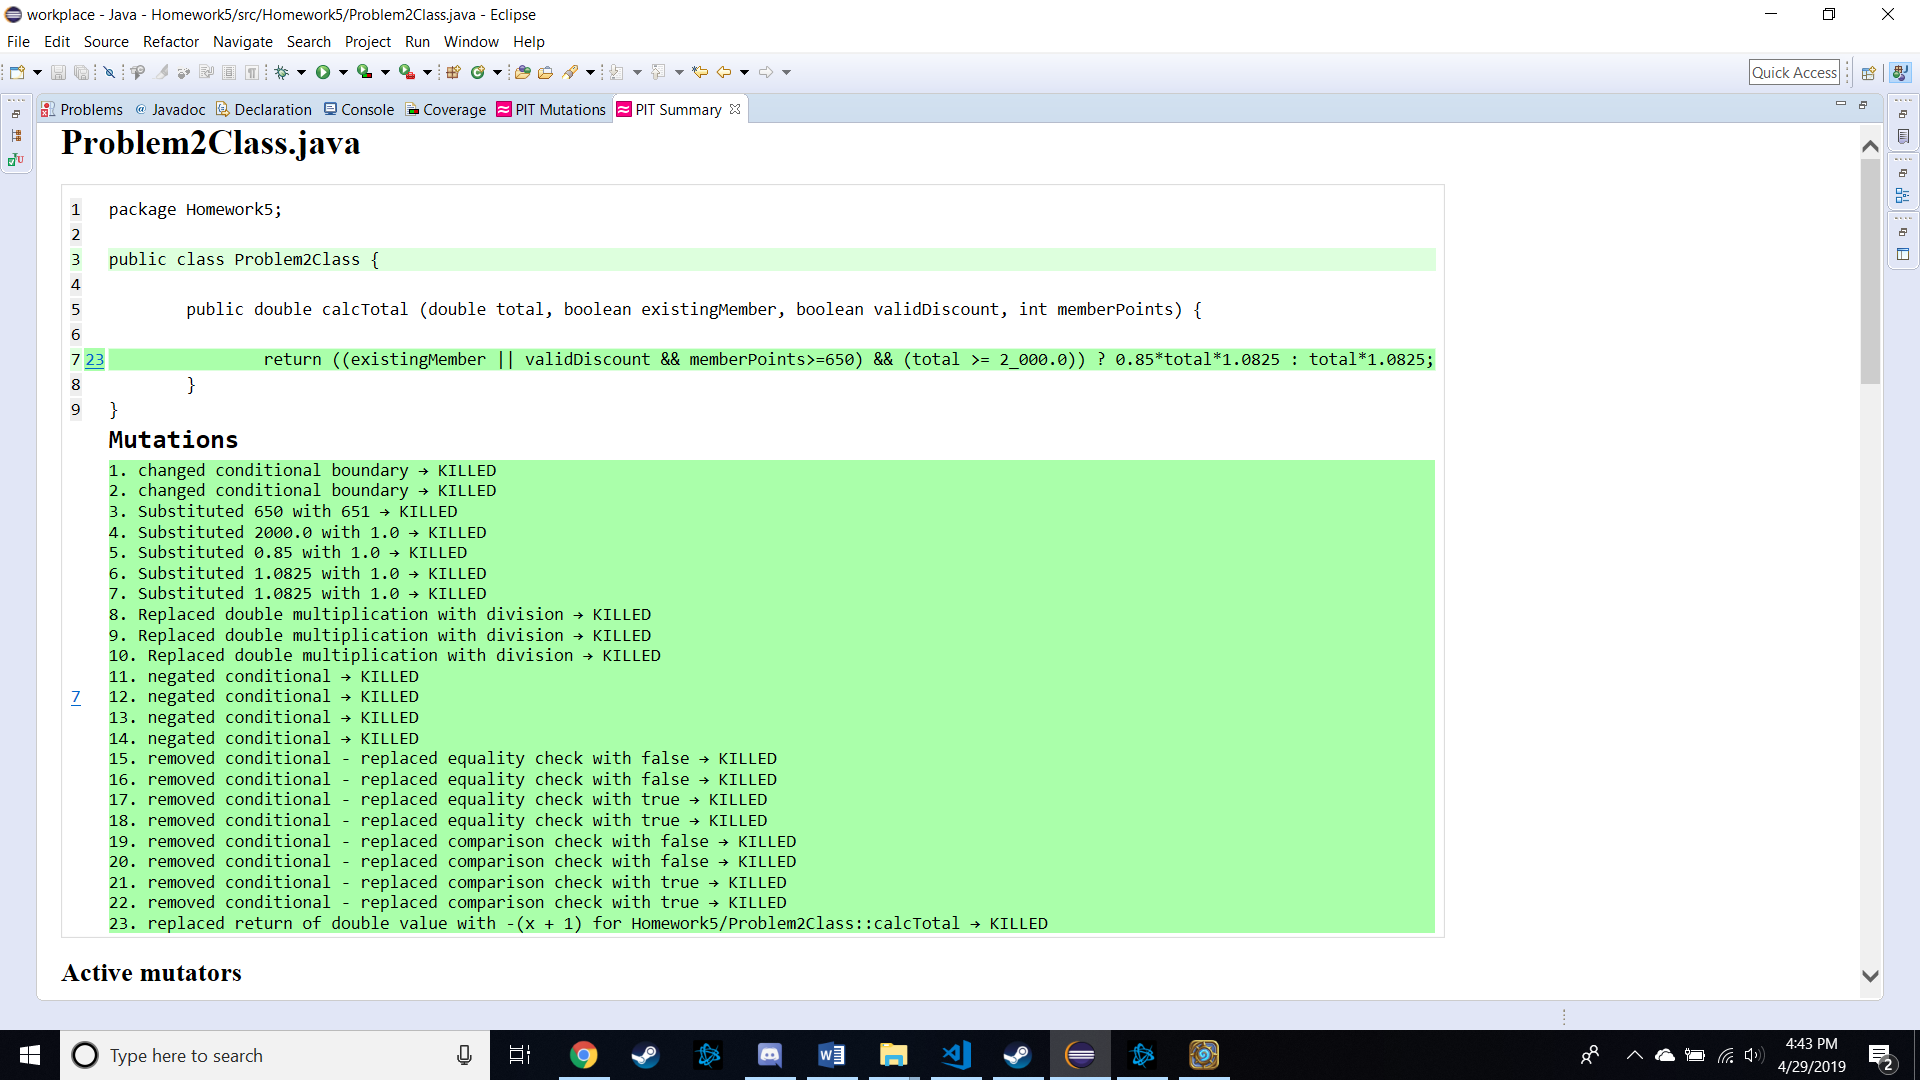 workplace - Java - Homework5/src/Homework5/Problem2Class.java - Eclipse
File Edit Source Refactor Navigate Search Project Run Window Help
Quick Access
Problems @ Javadoc Declaration Console Coverage PIT Mutations PIT Summary
Problem2Class.java
1 package Homework5;
2
3 public class Problem2Class {
4
5 public double calcTotal (double total, boolean existingMember, boolean validDiscount, int memberPoints) {
6
7 23 return ((existingMember || validDiscount && memberPoints>=650) && (total >= 2_000.0)) ? 0.85*total*1.0825 : total*1.0825;
8 }
9 }
Mutations
1. changed conditional boundary → KILLED
2. changed conditional boundary → KILLED
3. Substituted 650 with 651 → KILLED
4. Substituted 2000.0 with 1.0 → KILLED
5. Substituted 0.85 with 1.0 → KILLED
6. Substituted 1.0825 with 1.0 → KILLED
7. Substituted 1.0825 with 1.0 → KILLED
8. Replaced double multiplication with division → KILLED
9. Replaced double multiplication with division → KILLED
10. Replaced double multiplication with division → KILLED
11. negated conditional → KILLED
7 12. negated conditional → KILLED
13. negated conditional → KILLED
14. negated conditional → KILLED
15. removed conditional - replaced equality check with false → KILLED
16. removed conditional - replaced equality check with false → KILLED
17. removed conditional - replaced equality check with true → KILLED
18. removed conditional - replaced equality check with true → KILLED
19. removed conditional - replaced comparison check with false → KILLED
20. removed conditional - replaced comparison check with false → KILLED
21. removed conditional - replaced comparison check with true → KILLED
22. removed conditional - replaced comparison check with true → KILLED
23. replaced return of double value with -(x + 1) for Homework5/Problem2Class::calcTotal → KILLED
Active mutators
Type here to search
4:43 PM
4/29/2019
2